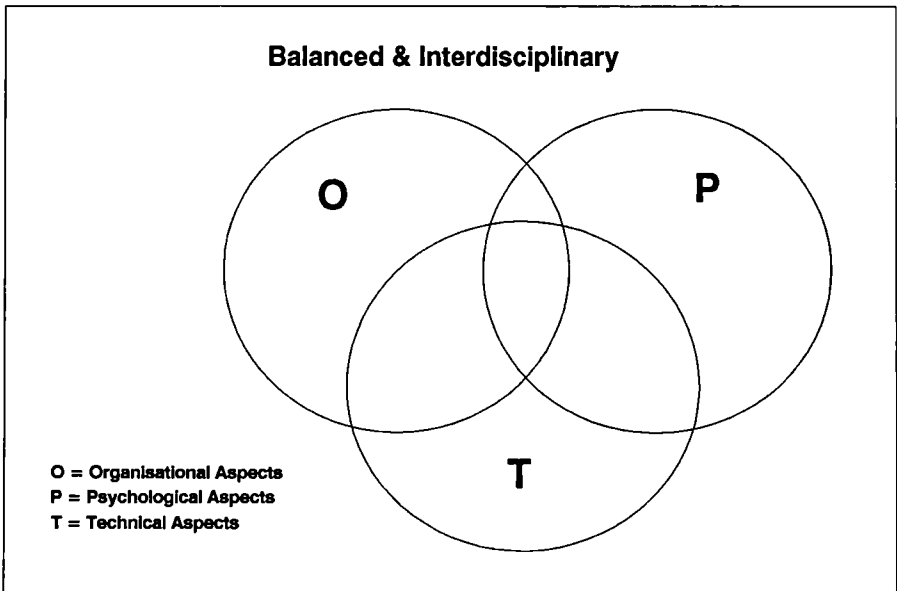 Balanced & Interdisciplinary
O
P
T
O = Organisational Aspects
P = Psychological Aspects
T = Technical Aspects